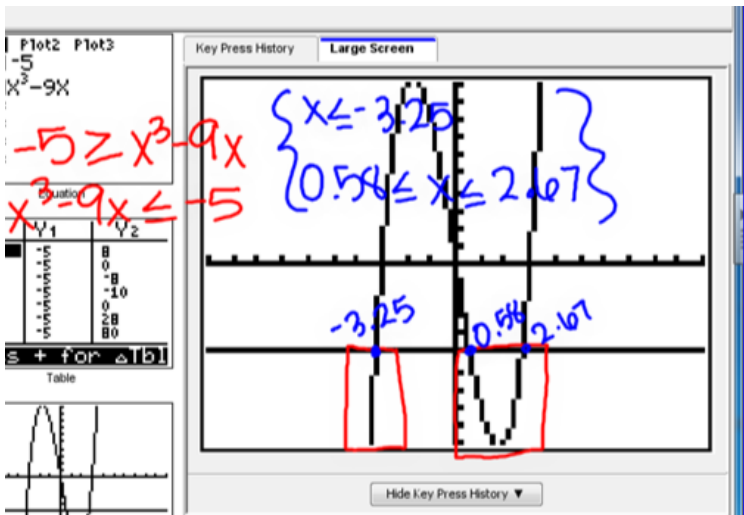 Plot2 Plot3
-5
X³-9X
Key Press History
Large Screen
x≤-3.25
0.58≤x≤2.67
-5≥x³-9x
x³-9x≤-5
Equation
Y1 Y2
-5 8
-5 0
-5 -8
-5 -10
-5 0
-5 28
-5 80
s + for △Tbl
Table
-3.25
0.58
2.67
Hide Key Press History ▼